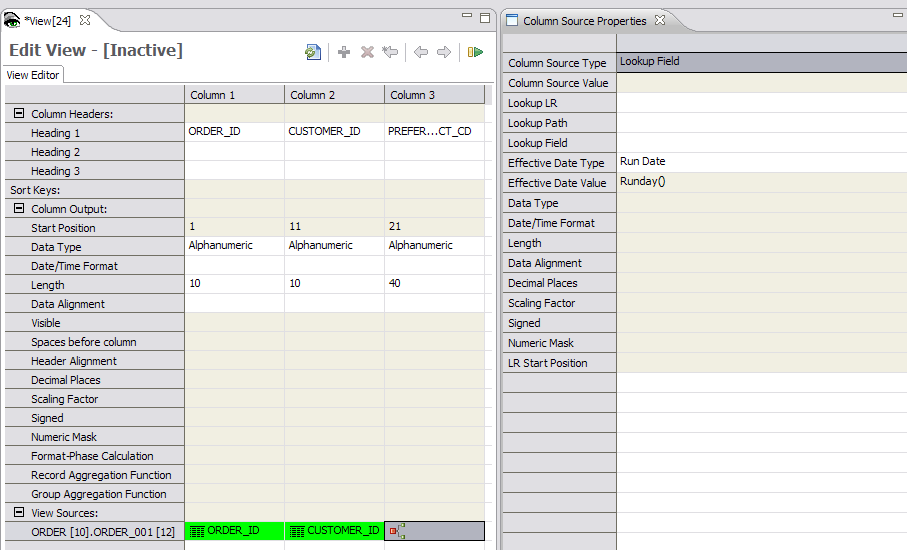 *View[24]
Edit View - [Inactive]
View Editor
Column 1 Column 2 Column 3
Column Headers:
Heading 1 ORDER_ID CUSTOMER_ID PREFER...CT_CD
Heading 2
Heading 3
Sort Keys:
Column Output:
Start Position 1 11 21
Data Type Alphanumeric Alphanumeric Alphanumeric
Date/Time Format
Length 10 10 40
Data Alignment
Visible
Spaces before column
Header Alignment
Decimal Places
Scaling Factor
Signed
Numeric Mask
Format-Phase Calculation
Record Aggregation Function
Group Aggregation Function
View Sources:
ORDER [10].ORDER_001 [12] ORDER_ID CUSTOMER_ID
Column Source Properties
Column Source Type Lookup Field
Column Source Value
Lookup LR
Lookup Path
Lookup Field
Effective Date Type Run Date
Effective Date Value Runday()
Data Type
Date/Time Format
Length
Data Alignment
Decimal Places
Scaling Factor
Signed
Numeric Mask
LR Start Position